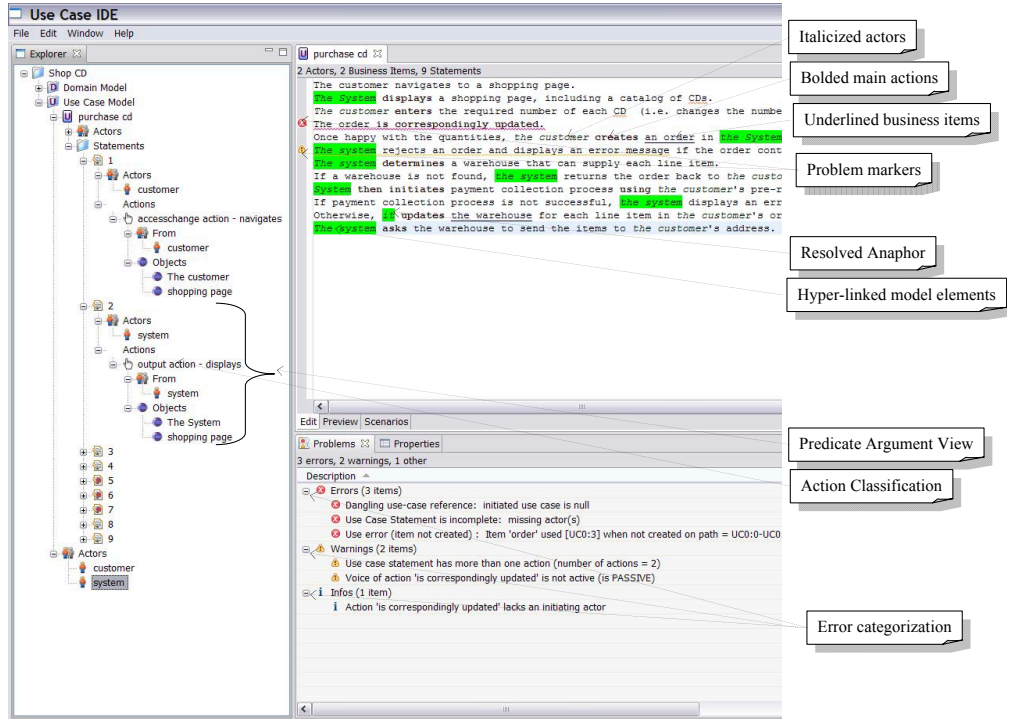 Use Case IDE
File Edit Window Help
Explorer
Shop CD
Domain Model
Use Case Model
purchase cd
Actors
Statements
1
Actors
customer
Actions
accesschange action - navigates
From
customer
Objects
The customer
shopping page
2
Actors
system
Actions
output action - displays
From
system
Objects
The System
shopping page
3
4
5
6
7
8
9
Actors
customer
system
purchase cd
2 Actors, 2 Business Items, 9 Statements
The customer navigates to a shopping page.
The System displays a shopping page, including a catalog of CDs.
The customer enters the required number of each CD (i.e. changes the numbe
The order is correspondingly updated.
Once happy with the quantities, the customer creates an order in the System
The system rejects an order and displays an error message if the order cont
The system determines a warehouse that can supply each line item.
If a warehouse is not found, the system returns the order back to the custo
System then initiates payment collection process using the customer's pre-r
If payment collection process is not successful, the system displays an err
Otherwise, it updates the warehouse for each line item in the customer's or
The system asks the warehouse to send the items to the customer's address.
Edit Preview Scenarios
Problems Properties
3 errors, 2 warnings, 1 other
Description
Errors (3 items)
Dangling use-case reference: initiated use case is null
Use Case Statement is incomplete: missing actor(s)
Use error (item not created) : Item 'order' used [UC0:3] when not created on path = UC0:0-UC0
Warnings (2 items)
Use case statement has more than one action (number of actions = 2)
Voice of action 'is correspondingly updated' is not active (is PASSIVE)
Infos (1 item)
Action 'is correspondingly updated' lacks an initiating actor
Italicized actors
Bolded main actions
Underlined business items
Problem markers
Resolved Anaphor
Hyper-linked model elements
Predicate Argument View
Action Classification
Error categorization